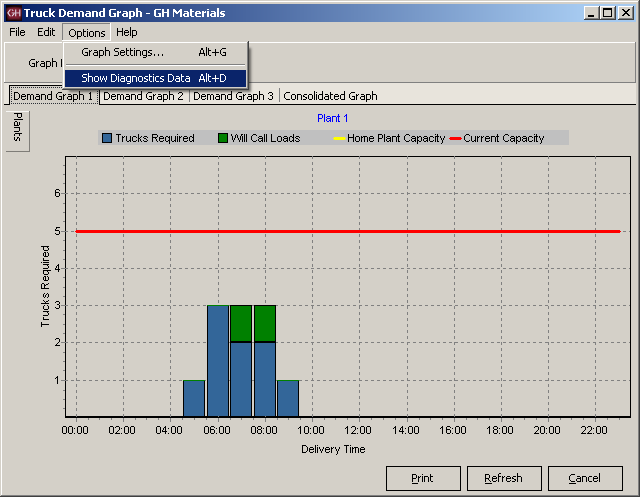 GH Truck Demand Graph - GH Materials
File Edit Options Help
Graph Settings... Alt+G
Show Diagnostics Data Alt+D
Graph
Demand Graph 1 Demand Graph 2 Demand Graph 3 Consolidated Graph
Plants
Plant 1
Trucks Required Will Call Loads Home Plant Capacity Current Capacity
Trucks Required
6
5
4
3
2
1
00:00 02:00 04:00 06:00 08:00 10:00 12:00 14:00 16:00 18:00 20:00 22:00
Delivery Time
Print Refresh Cancel